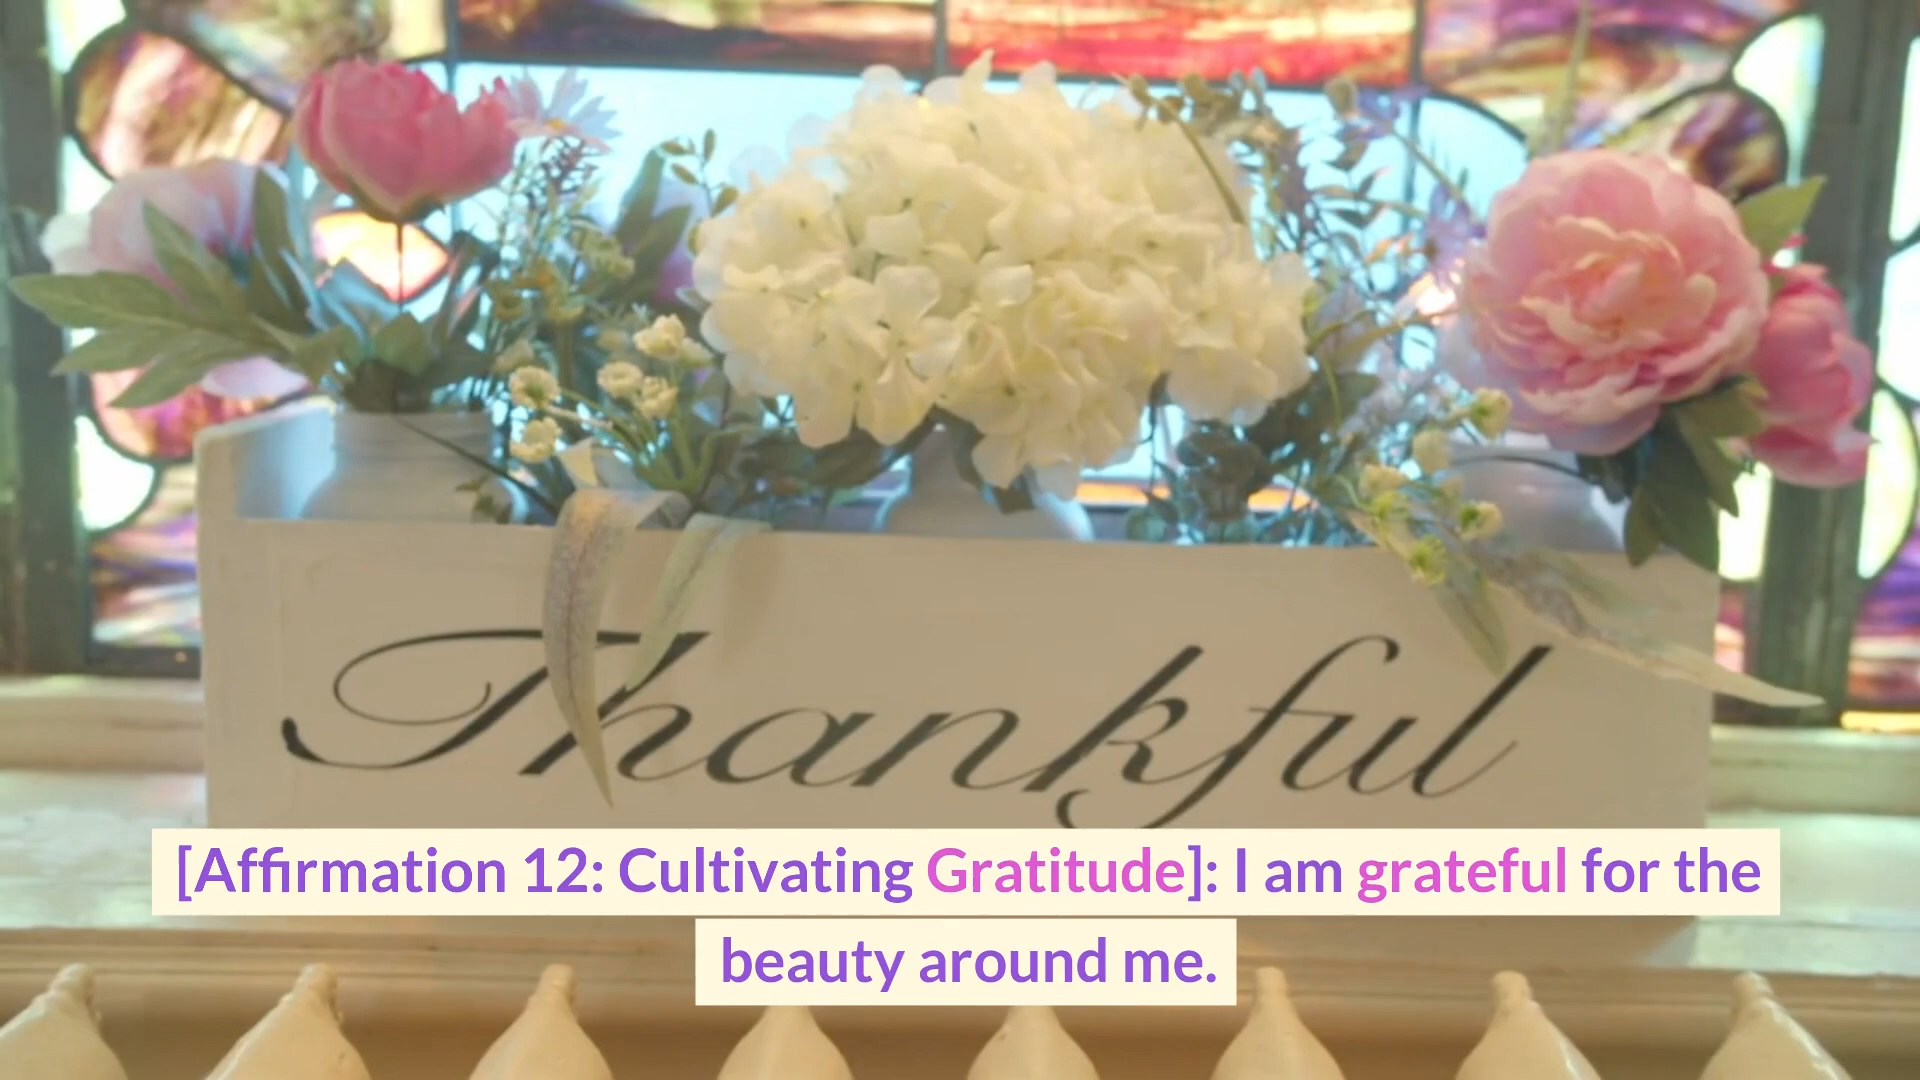 Thankful
[Affirmation 12: Cultivating Gratitude]: I am grateful for the
beauty around me.